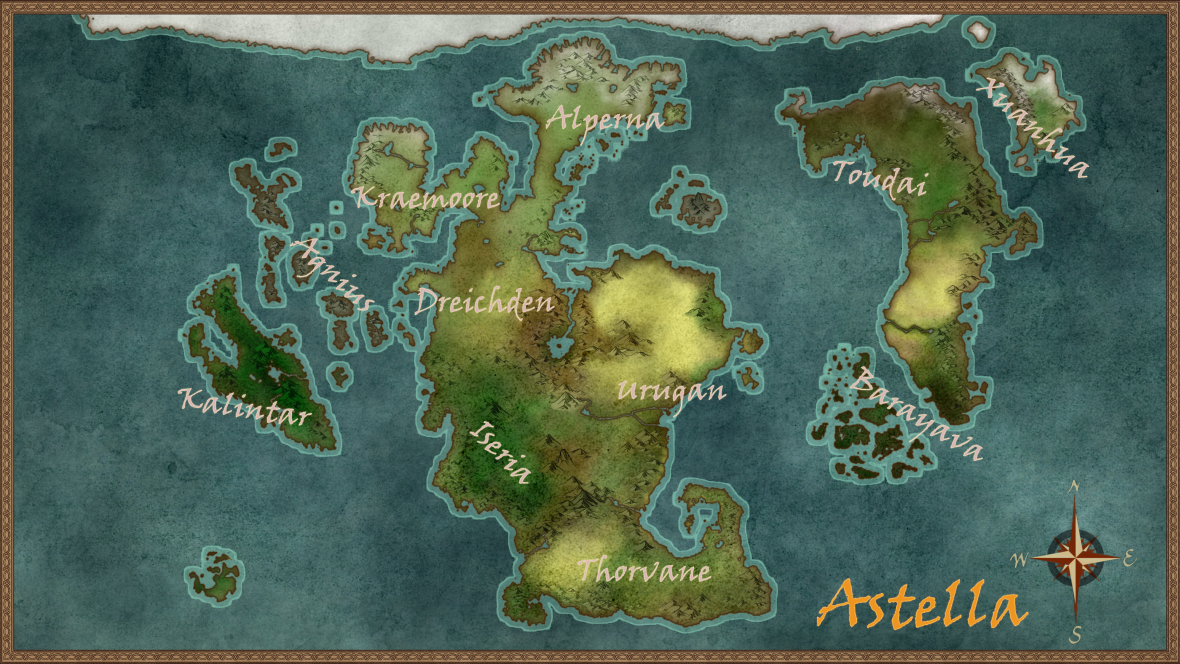 Alperna
Xuanhua
Toudai
Kraemoore
Agnius
Dreichden
Kalintar
Urugan
Barayava
Iseria
Thorvane
Astella
N
W
E
S